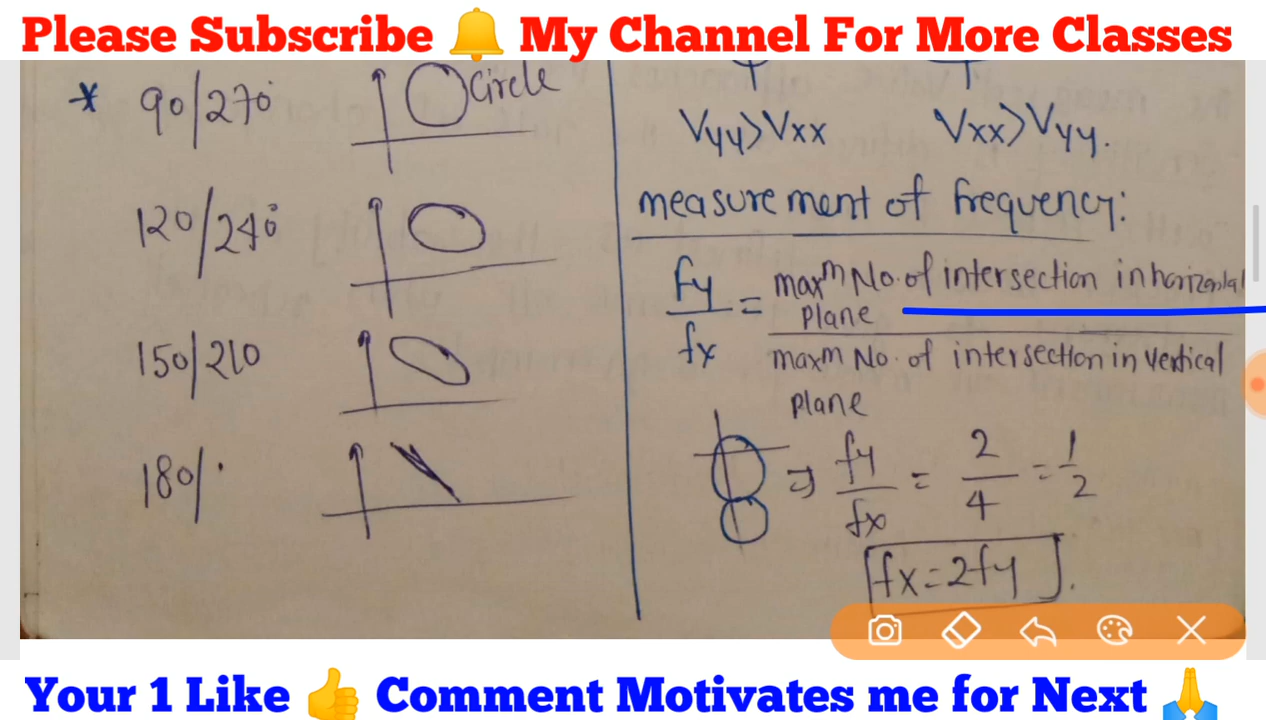 Please Subscribe 🔔 My Channel For More Classes
* 90/270°
circle
120/240°
150/210
180/.
Vyy>Vxx Vxx>Vyy.
measurement of frequency:
fy/fx = maxᵐ No. of intersection in horizontal plane / maxᵐ No. of intersection in vertical plane
⇒ fy/fx = 2/4 = 1/2
fx=2fy.
Your 1 Like 👍 Comment Motivates me for Next 🙏